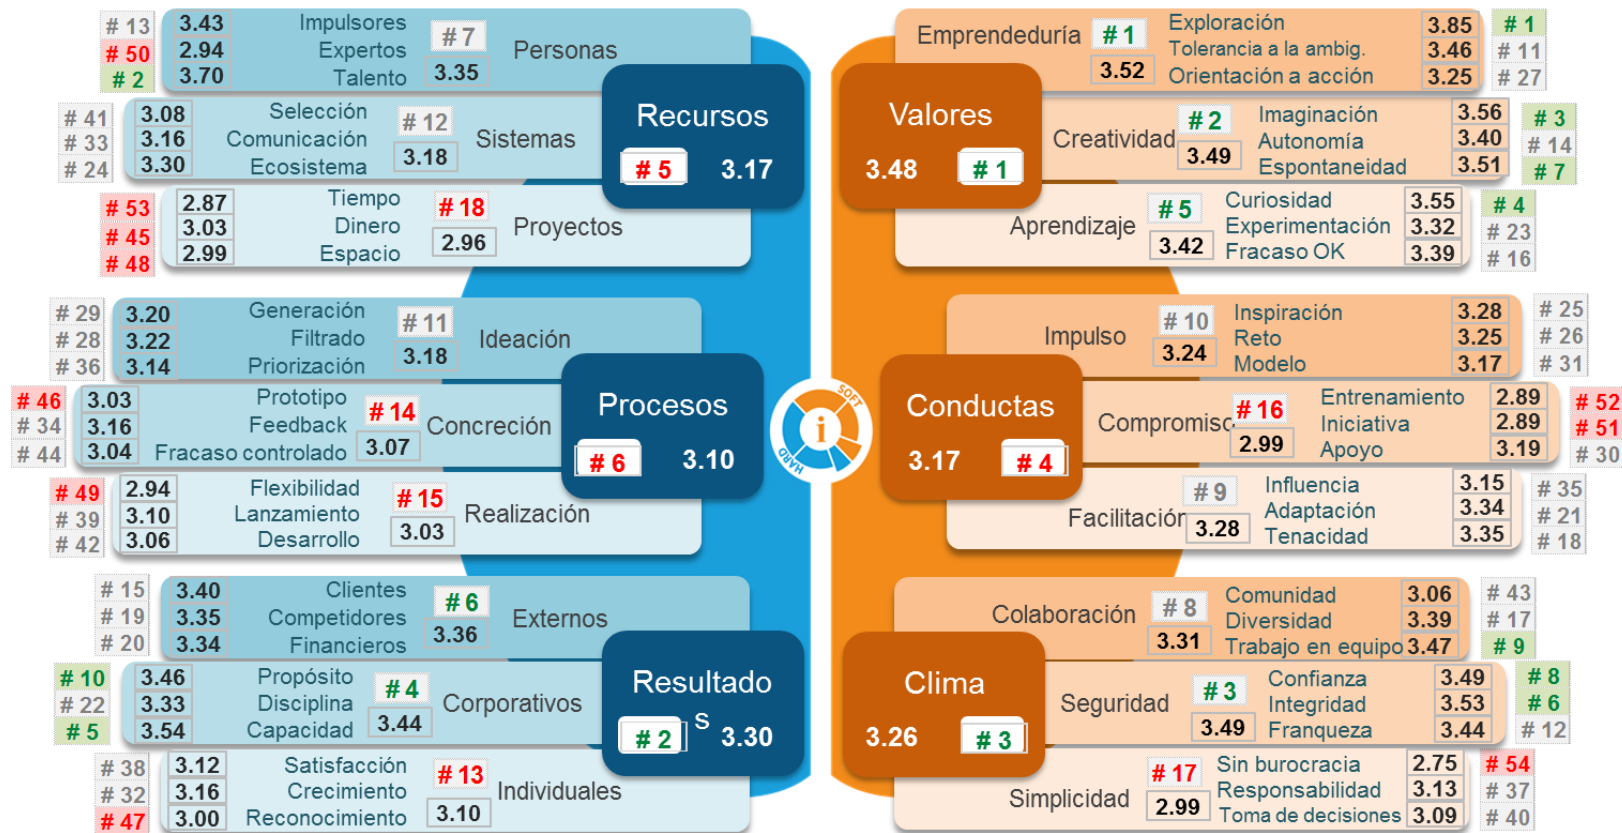 # 13 3.43 Impulsores
# 50 2.94 Expertos
# 2 3.70 Talento
# 7
3.35
Personas
# 41 3.08 Selección
# 33 3.16 Comunicación
# 24 3.30 Ecosistema
# 12
3.18
Sistemas
# 53 2.87 Tiempo
# 45 3.03 Dinero
# 48 2.99 Espacio
# 18
2.96
Proyectos
Recursos
# 5 3.17
# 29 3.20 Generación
# 28 3.22 Filtrado
# 36 3.14 Priorización
# 11
3.18
Ideación
# 46 3.03 Prototipo
# 34 3.16 Feedback
# 44 3.04 Fracaso controlado
# 14
3.07
Concreción
# 49 2.94 Flexibilidad
# 39 3.10 Lanzamiento
# 42 3.06 Desarrollo
# 15
3.03
Realización
Procesos
# 6 3.10
# 15 3.40 Clientes
# 19 3.35 Competidores
# 20 3.34 Financieros
# 6
3.36
Externos
# 10 3.46 Propósito
# 22 3.33 Disciplina
# 5 3.54 Capacidad
# 4
3.44
Corporativos
# 38 3.12 Satisfacción
# 32 3.16 Crecimiento
# 47 3.00 Reconocimiento
# 13
3.10
Individuales
Resultado
s
# 2 3.30
SOFT
i
HARD
Valores
3.48 # 1
Emprendeduría
# 1
3.52
Exploración 3.85 # 1
Tolerancia a la ambig. 3.46 # 11
Orientación a acción 3.25 # 27
Creatividad
# 2
3.49
Imaginación 3.56 # 3
Autonomía 3.40 # 14
Espontaneidad 3.51 # 7
Aprendizaje
# 5
3.42
Curiosidad 3.55 # 4
Experimentación 3.32 # 23
Fracaso OK 3.39 # 16
Conductas
3.17 # 4
Impulso
# 10
3.24
Inspiración 3.28 # 25
Reto 3.25 # 26
Modelo 3.17 # 31
Compromiso
# 16
2.99
Entrenamiento 2.89 # 52
Iniciativa 2.89 # 51
Apoyo 3.19 # 30
Facilitación
# 9
3.28
Influencia 3.15 # 35
Adaptación 3.34 # 21
Tenacidad 3.35 # 18
Clima
3.26 # 3
Colaboración
# 8
3.31
Comunidad 3.06 # 43
Diversidad 3.39 # 17
Trabajo en equipo 3.47 # 9
Seguridad
# 3
3.49
Confianza 3.49 # 8
Integridad 3.53 # 6
Franqueza 3.44 # 12
Simplicidad
# 17
2.99
Sin burocracia 2.75 # 54
Responsabilidad 3.13 # 37
Toma de decisiones 3.09 # 40